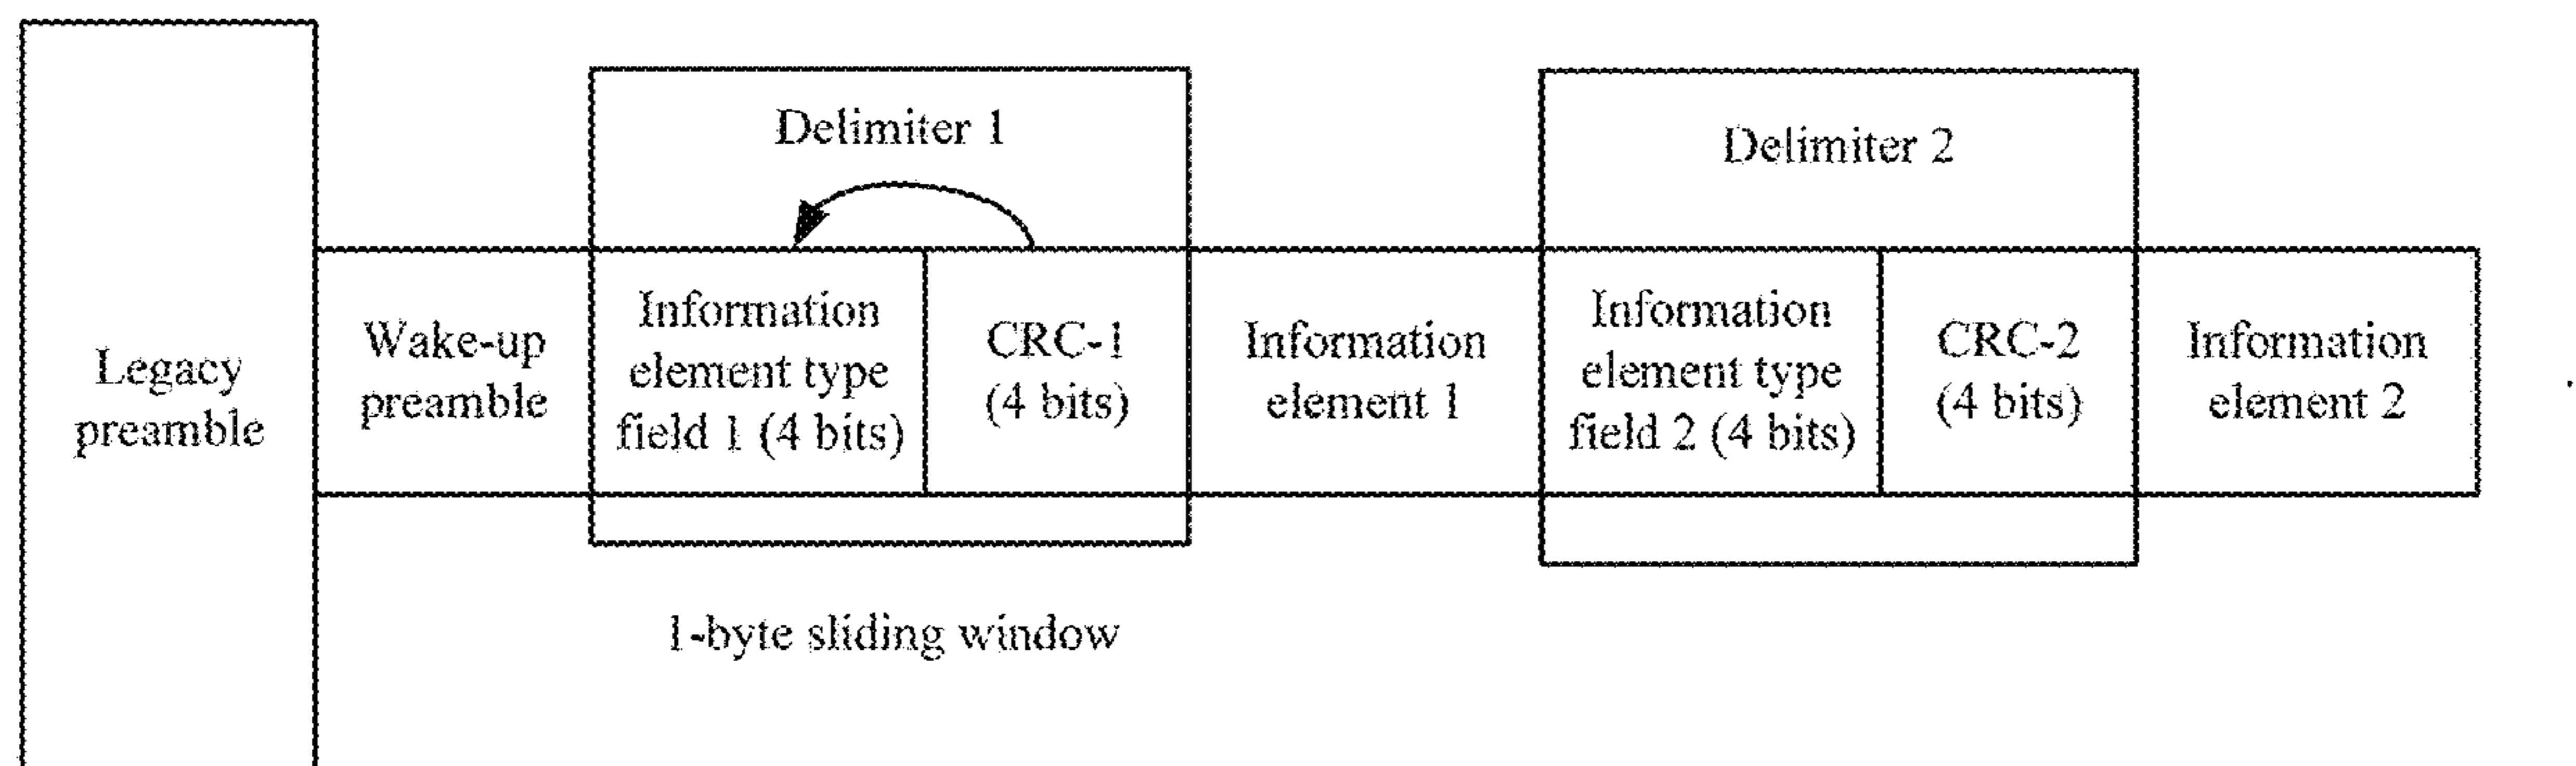 Legacy
preamble
Wake-up
preamble
Delimiter 1
Information
element type
field 1 (4 bits)
CRC-1
(4 bits)
Information
element 1
Delimiter 2
Information
element type
field 2 (4 bits)
CRC-2
(4 bits)
Information
element 2
1-byte sliding window